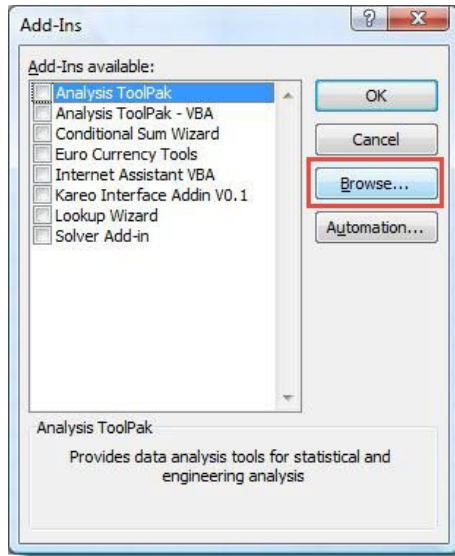 Add-Ins
?
X
Add-Ins available:
Analysis ToolPak
Analysis ToolPak - VBA
Conditional Sum Wizard
Euro Currency Tools
Internet Assistant VBA
Kareo Interface Addin V0.1
Lookup Wizard
Solver Add-in
OK
Cancel
Browse...
Automation...
Analysis ToolPak
Provides data analysis tools for statistical and
engineering analysis